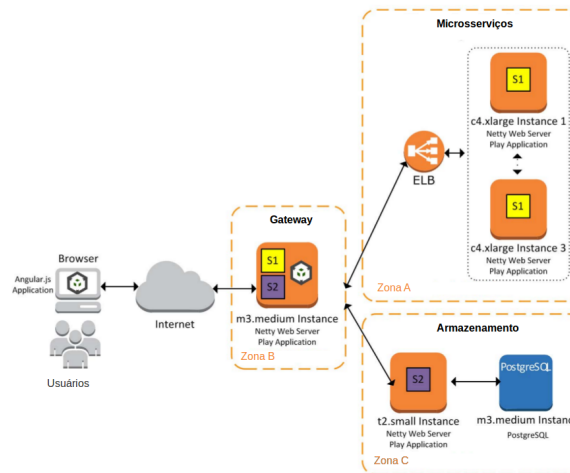 Microsserviços
S1
c4.xlarge Instance 1
Netty Web Server
Play Application
ELB
S1
c4.xlarge Instance 3
Netty Web Server
Play Application
Zona A
Gateway
S1
S2
m3.medium Instance
Netty Web Server
Play Application
Zona B
Browser
Angular.js
Application
Internet
Usuários
Armazenamento
S2
PostgreSQL
t2.small Instance
Netty Web Server
Play Application
m3.medium Instanc
PostgreSQL
Zona C